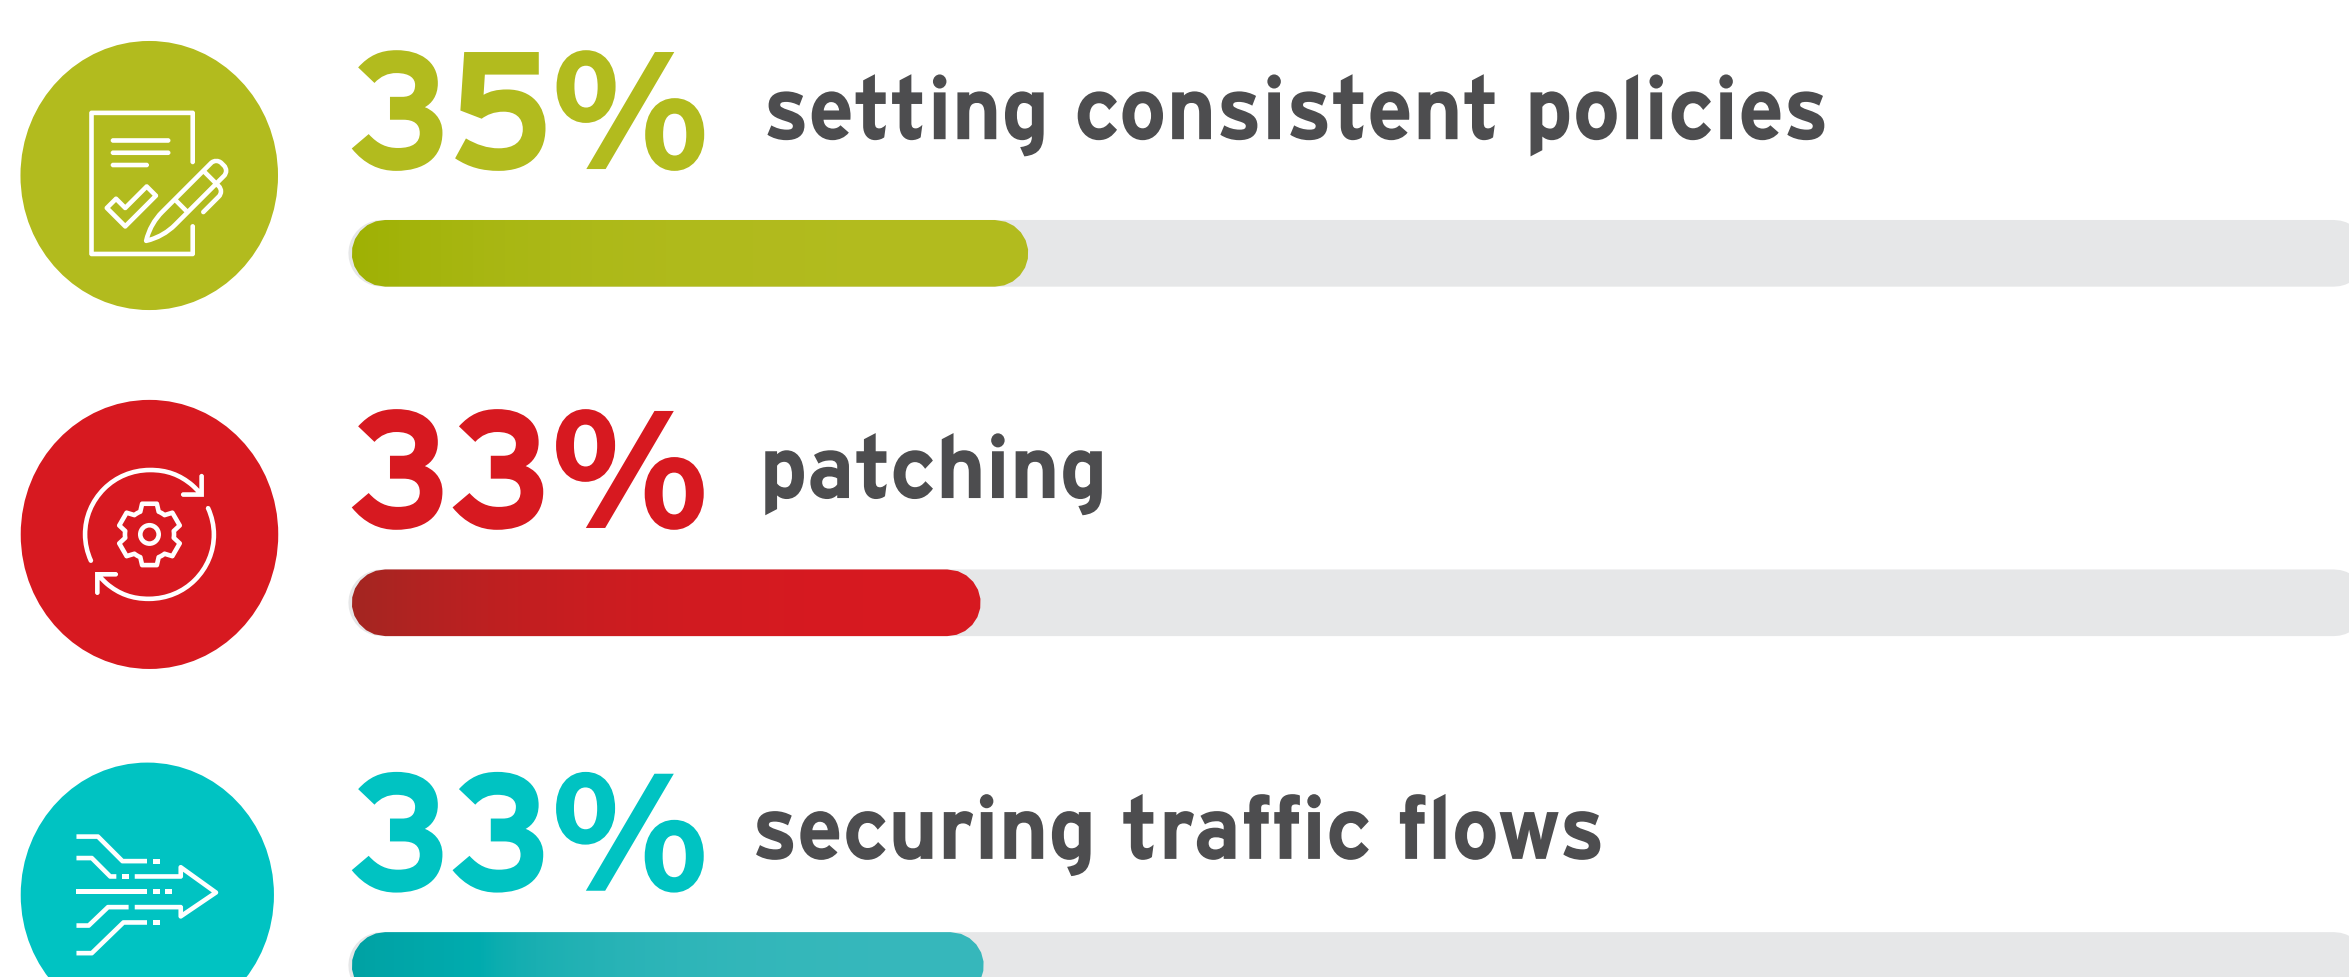 35% setting consistent policies
33% patching
33% securing traffic flows